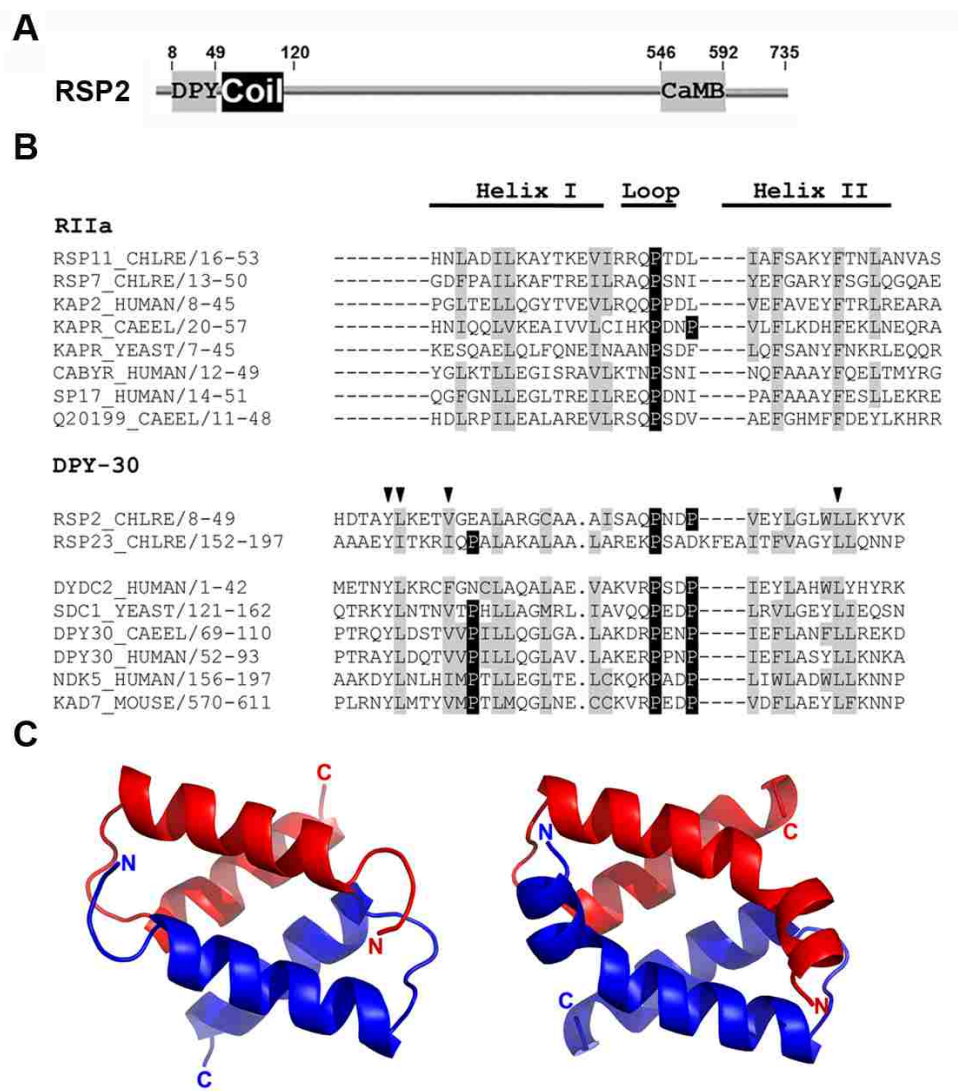 A
8 49 120 546 592 735
RSP2 DPY Coil CaMB
B
Helix I Loop Helix II
RIIa
RSP11_CHLRE/16-53 --------HNLADILKAYTKEVIRRQPTDL----IAFSAKYFTNLANVAS
RSP7_CHLRE/13-50 --------GDFPAILKAFTREILRAQPSNI----YEFGARYFSGLQGQAE
KAP2_HUMAN/8-45 --------PGLTELLQGYTVEVLRQQPPDL----VEFAVEYFTRLREARA
KAPR_CAEEL/20-57 --------HNIQQLVKEAIVVLCIHKPDNP----VLFLKDHFEKLNEQRA
KAPR_YEAST/7-45 --------KESQAELQLFQNEINAANPSDF----LQFSANYFNKRLEQQR
CABYR_HUMAN/12-49 --------YGLKTLLEGISRAVLKTNPSNI----NQFAAAYFQELTMYRG
SP17_HUMAN/14-51 --------QGFGNLLEGLTREILREQPDNI----PAFAAAYFESLLEKRE
Q20199_CAEEL/11-48 --------HDLRPILEALAREVLRSQPSDV----AEFGHMFFDEYLKHRR
DPY-30
RSP2_CHLRE/8-49 HDTAYLKETVGEALARGCAA.AISAQPNDP----VEYLGLWLLKYVK
RSP23_CHLRE/152-197 AAAEYITKRIQPALAKALAA.LAREKPSADKFEAITFVAGYLLQNNP
DYDC2_HUMAN/1-42 METNYLKRCFGNCLAQALAE.VAKVRPSDP----IEYLAHWLYHYRK
SDC1_YEAST/121-162 QTRKYLNTNVTPHLLAGMRL.IAVQQPEDP----LRVLGEYLIEQSN
DPY30_CAEEL/69-110 PTRQYLDSTVVPILLQGLGA.LAKDRPENP----IEFLANFLLREKD
DPY30_HUMAN/52-93 PTRAYLDQTVVPILLQGLAV.LAKERPPNP----IEFLASYLLKNKA
NDK5_HUMAN/156-197 AAKDYLNLHIMPTLLEGLTE.LCKQKPADP----LIWLADWLLKNNP
KAD7_MOUSE/570-611 PLRNYLMTYVMPTLMQGLNE.CCKVRPEDP----VDFLAEYLFKNNP
C
C
N
N
C
N
C
C
N